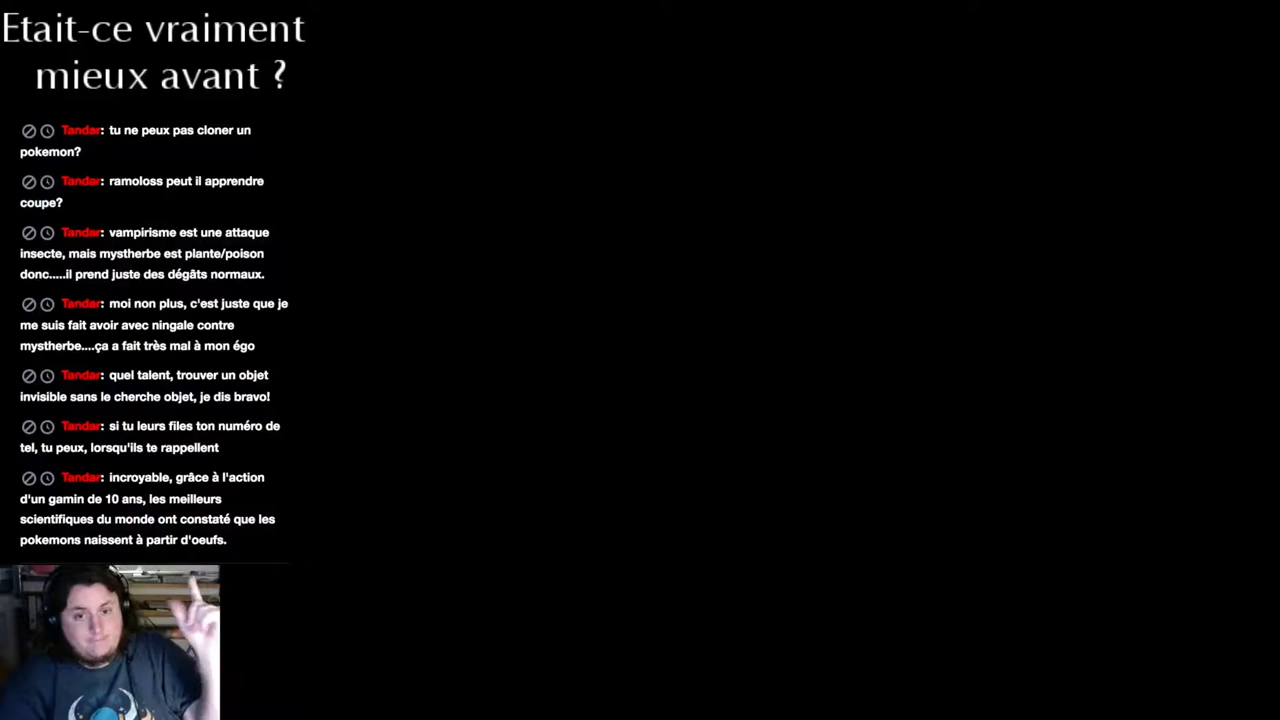 Etait-ce vraiment
mieux avant ?
Tandar: tu ne peux pas cloner un
pokemon?
Tandar: ramoloss peut il apprendre
coupe?
Tandar: vampirisme est une attaque
insecte, mais mystherbe est plante/poison
donc.....il prend juste des dégâts normaux.
Tandar: moi non plus, c'est juste que je
me suis fait avoir avec ningale contre
mystherbe....ça a fait très mal à mon égo
Tandar: quel talent, trouver un objet
invisible sans le cherche objet, je dis bravo!
Tandar: si tu leurs files ton numéro de
tel, tu peux, lorsqu'ils te rappellent
Tandar: incroyable, grâce à l'action
d'un gamin de 10 ans, les meilleurs
scientifiques du monde ont constaté que les
pokemons naissent à partir d'oeufs.